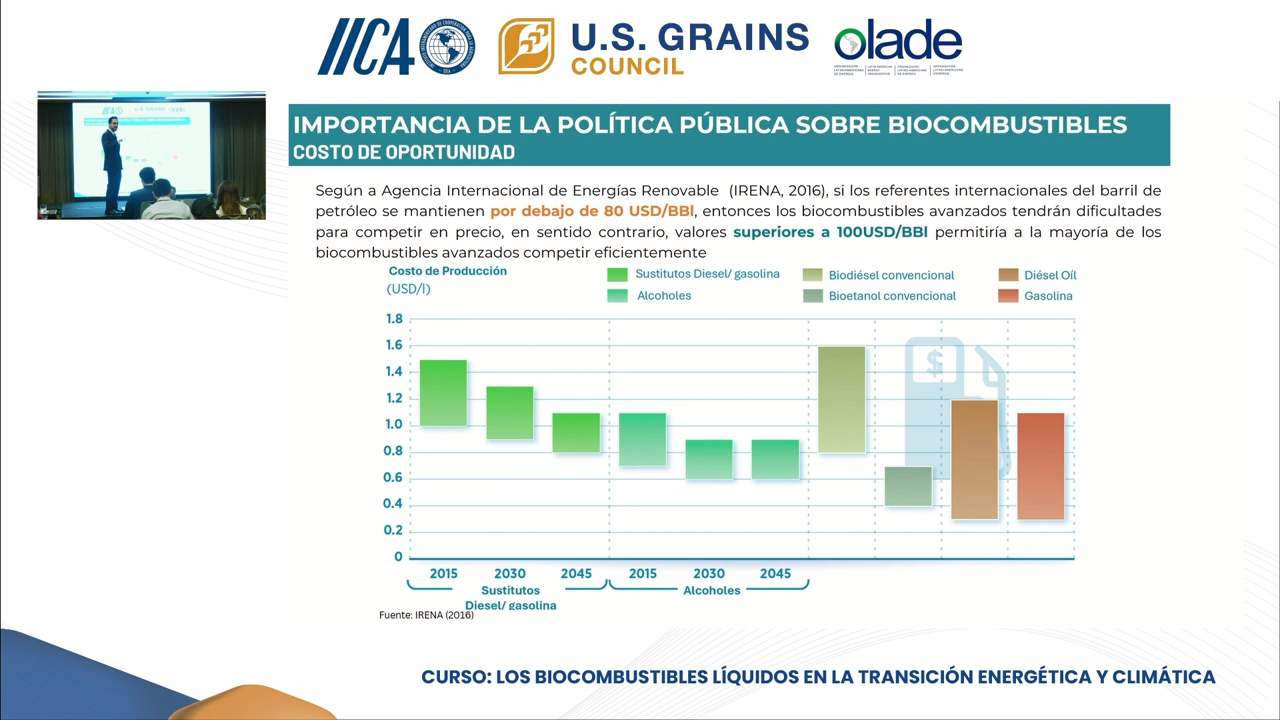 IICA
U.S. GRAINS
COUNCIL
olade
IMPORTANCIA DE LA POLÍTICA PÚBLICA SOBRE BIOCOMBUSTIBLES
COSTO DE OPORTUNIDAD
Según a Agencia Internacional de Energías Renovable (IRENA, 2016), si los referentes internacionales del barril de
petróleo se mantienen por debajo de 80 USD/BBl, entonces los biocombustibles avanzados tendrán dificultades
para competir en precio, en sentido contrario, valores superiores a 100USD/BBl permitiría a la mayoría de los
biocombustibles avanzados competir eficientemente
Costo de Producción
(USD/l)
Sustitutos Diesel/ gasolina
Biodiésel convencional
Diésel Oíl
Alcoholes
Bioetanol convencional
Gasolina
1.8
1.6
1.4
1.2
1.0
0.8
0.6
0.4
0.2
0
$
2015 2030 2045 2015 2030 2045
Sustitutos
Diesel/ gasolina
Alcoholes
Fuente: IRENA (2016)
CURSO: LOS BIOCOMBUSTIBLES LÍQUIDOS EN LA TRANSICIÓN ENERGÉTICA Y CLIMÁTICA